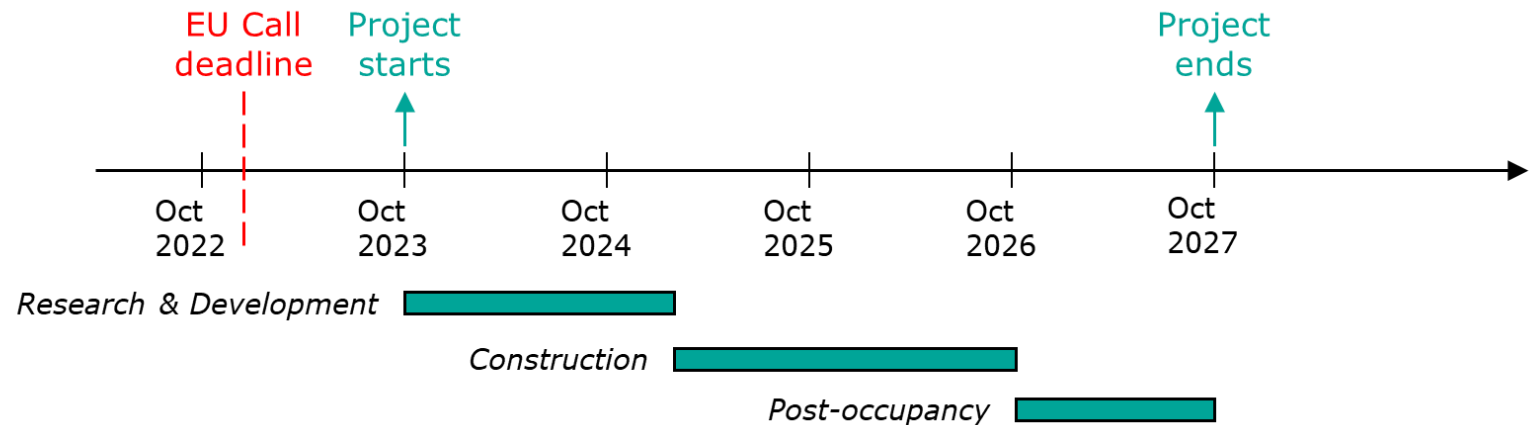 EU Call
deadline
Project
starts
Project
ends
Oct
2022
Oct
2023
Oct
2024
Oct
2025
Oct
2026
Oct
2027
Research & Development
Construction
Post-occupancy